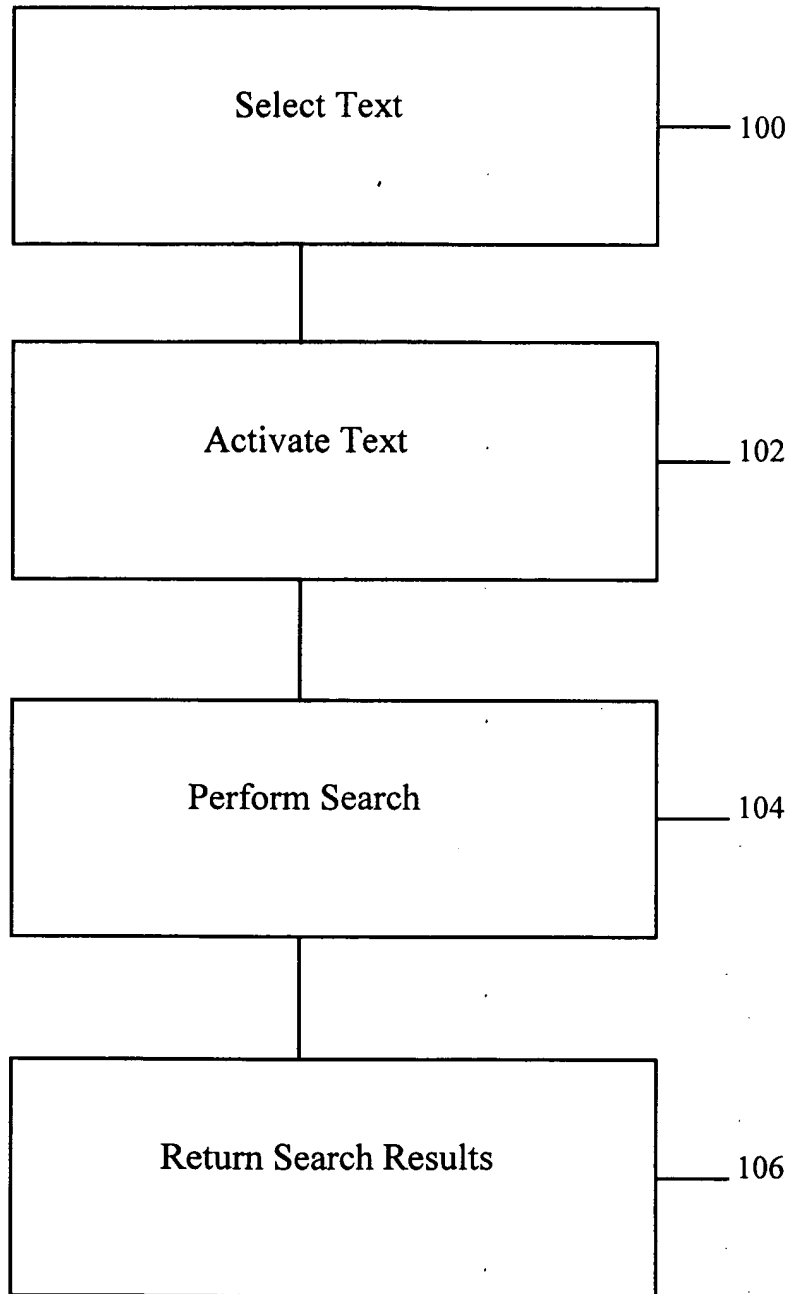 Select Text
100
Activate Text
102
Perform Search
104
Return Search Results
106